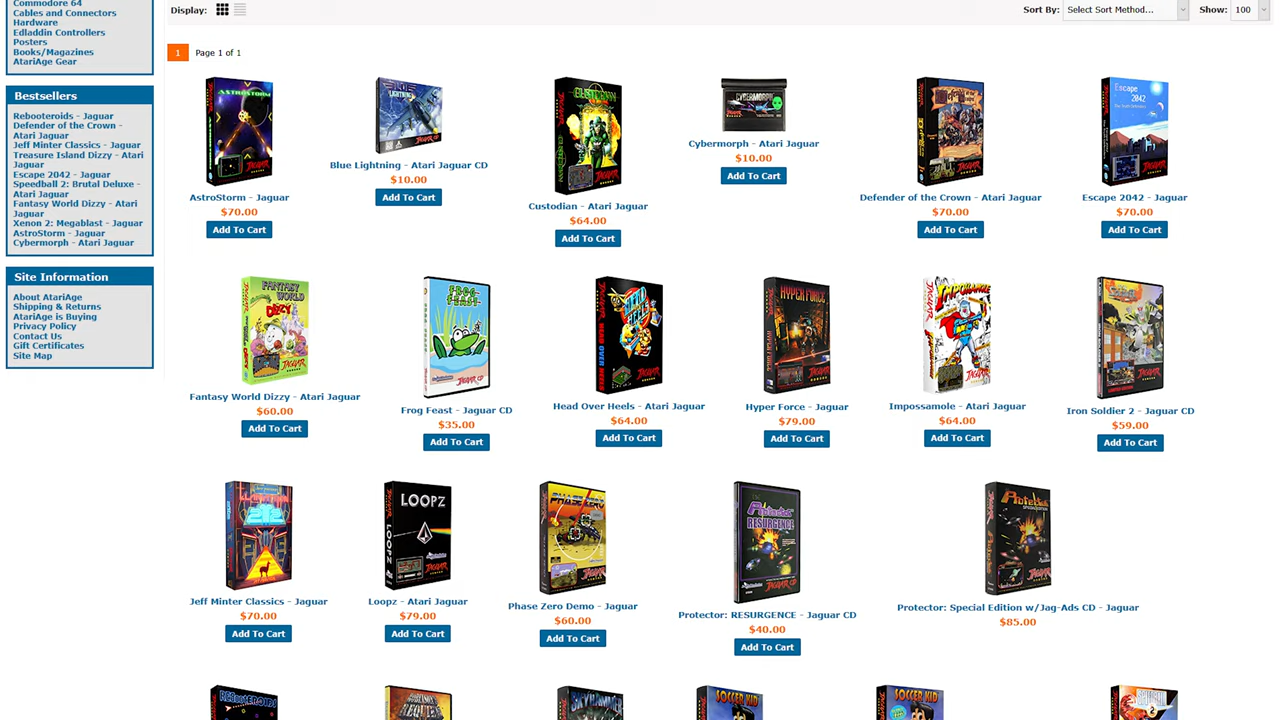 Commodore 64
Cables and Connectors
Hardware
Edladdin Controllers
Posters
Books/Magazines
AtariAge Gear
Bestsellers
Rebooteroids - Jaguar
Defender of the Crown -
Atari Jaguar
Jeff Minter Classics - Jaguar
Treasure Island Dizzy - Atari
Jaguar
Escape 2042 - Jaguar
Speedball 2: Brutal Deluxe -
Atari Jaguar
Fantasy World Dizzy - Atari
Jaguar
Xenon 2: Megablast - Jaguar
AstroStorm - Jaguar
Cybermorph - Atari Jaguar
Site Information
About AtariAge
Shipping & Returns
AtariAge is Buying
Privacy Policy
Contact Us
Gift Certificates
Site Map
Display:
Sort By: Select Sort Method... Show: 100
1 Page 1 of 1
AstroStorm - Jaguar
$70.00
Add To Cart
Blue Lightning - Atari Jaguar CD
$10.00
Add To Cart
Custodian - Atari Jaguar
$64.00
Add To Cart
Cybermorph - Atari Jaguar
$10.00
Add To Cart
Defender of the Crown - Atari Jaguar
$70.00
Add To Cart
Escape 2042 - Jaguar
$70.00
Add To Cart
Fantasy World Dizzy - Atari Jaguar
$60.00
Add To Cart
Frog Feast - Jaguar CD
$35.00
Add To Cart
Head Over Heels - Atari Jaguar
$64.00
Add To Cart
Hyper Force - Jaguar
$79.00
Add To Cart
Impossamole - Atari Jaguar
$64.00
Add To Cart
Iron Soldier 2 - Jaguar CD
$59.00
Add To Cart
Jeff Minter Classics - Jaguar
$70.00
Add To Cart
LOOPZ
Loopz - Atari Jaguar
$79.00
Add To Cart
Phase Zero Demo - Jaguar
$60.00
Add To Cart
Protector: RESURGENCE - Jaguar CD
$40.00
Add To Cart
Protector: Special Edition w/Jag-Ads CD - Jaguar
$85.00
SOCCER KID
SOCCER KID